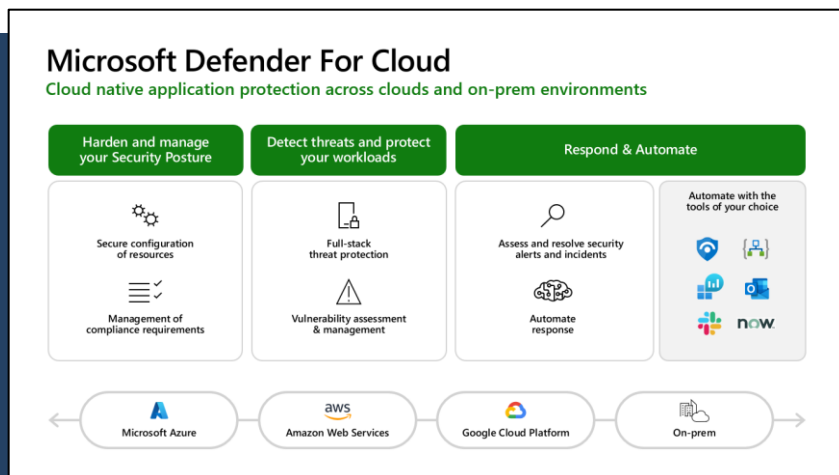 Microsoft Defender For Cloud
Cloud native application protection across clouds and on-prem environments
Harden and manage
your Security Posture
Detect threats and protect
your workloads
Respond & Automate
Secure configuration
of resources
Management of
compliance requirements
Full-stack
threat protection
Vulnerability assessment
& management
Assess and resolve security
alerts and incidents
Automate
response
Automate with the
tools of your choice
now.
aws
Microsoft Azure
Amazon Web Services
Google Cloud Platform
On-prem